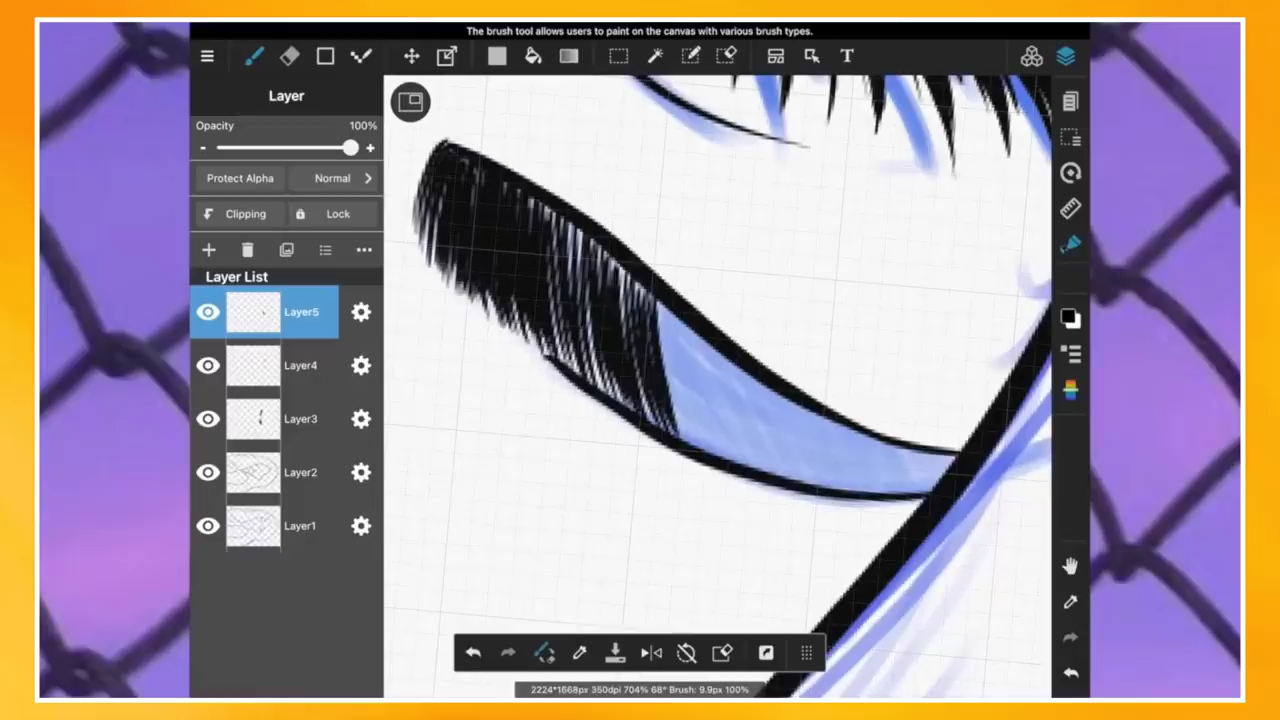 The brush tool allows users to paint on the canvas with various brush types.
T
Layer
Opacity 100%
- +
Protect Alpha Normal
Clipping Lock
Layer List
Layer5
Layer4
Layer3
Layer2
Layer1
2224*1668px 350dpi 704% 68° Brush: 9.9px 100%